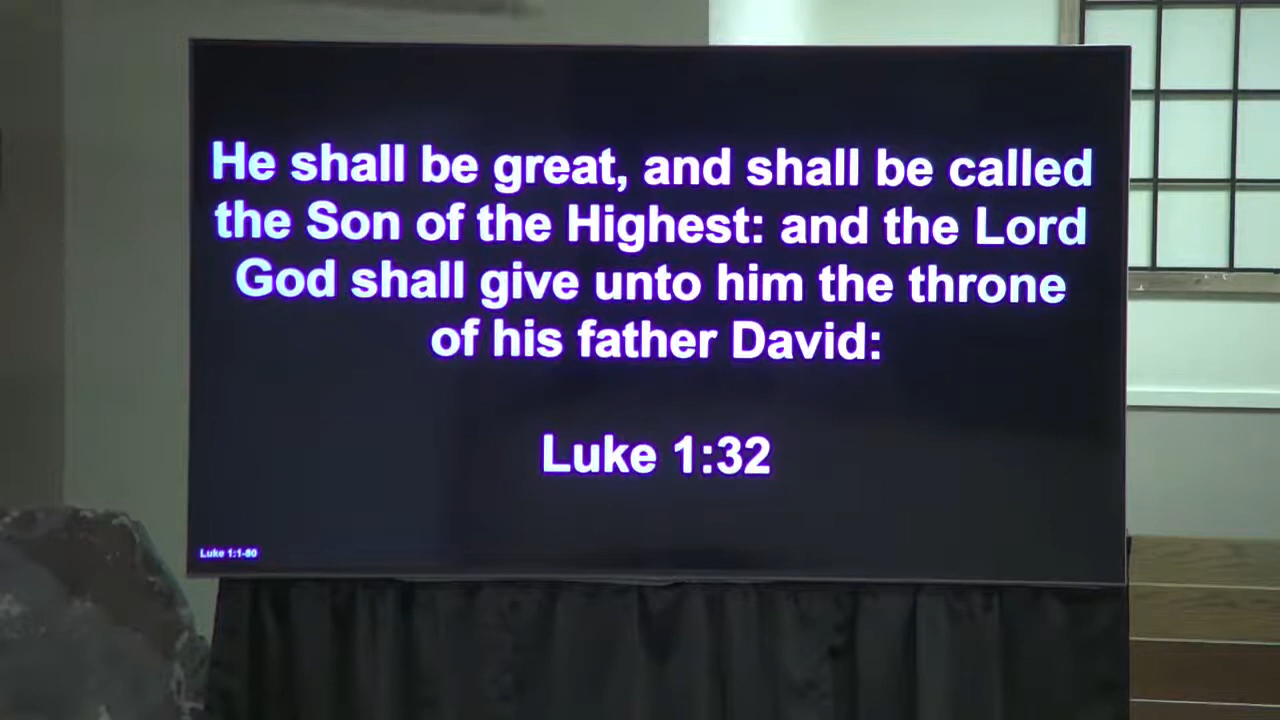 He shall be great, and shall be called
the Son of the Highest: and the Lord
God shall give unto him the throne
of his father David:
Luke 1:32
Luke 1:1-80